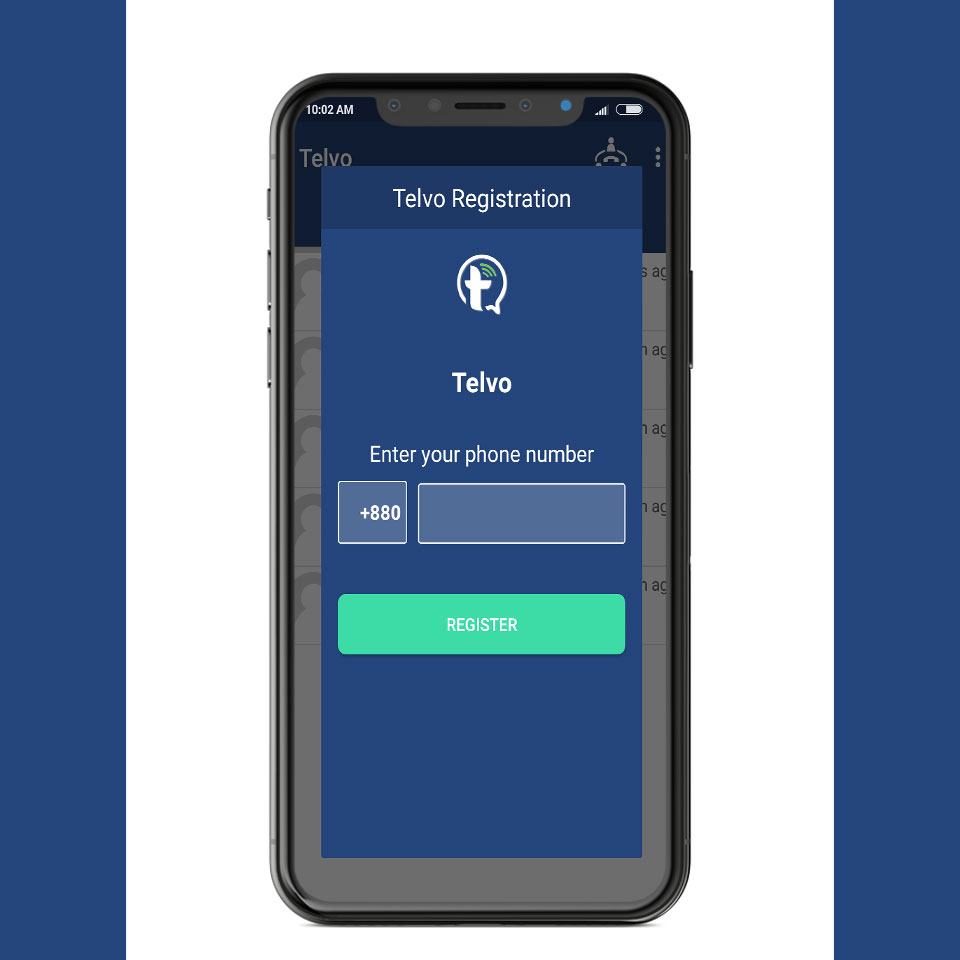 10:02 AM
Telvo
Telvo Registration
s ag
Telvo
ag
Enter your phone number
ag
+880
ag
ag
REGISTER